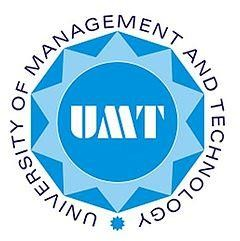 UNIVERSITY OF MANAGEMENT AND TECHNOLOGY
UMT